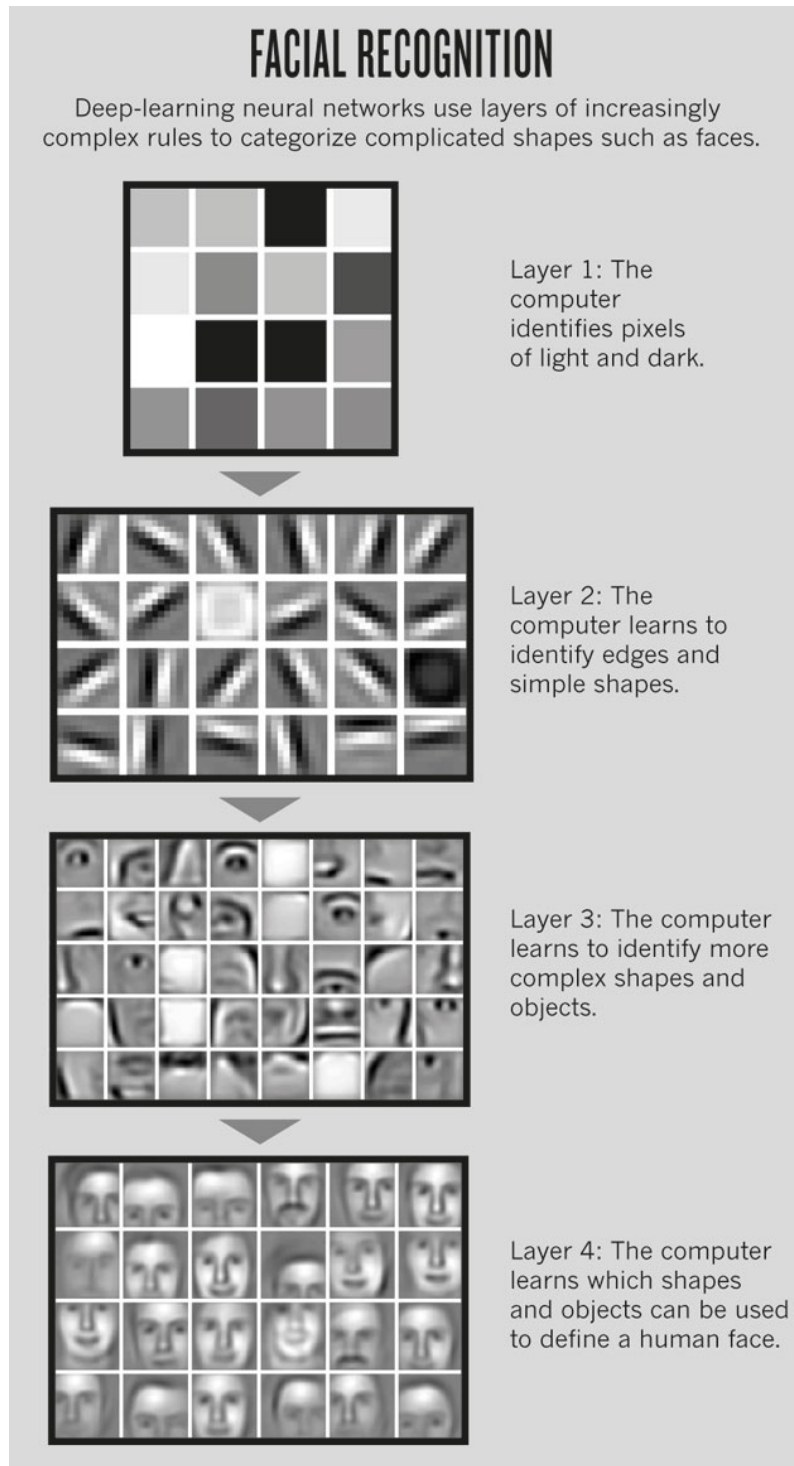 FACIAL RECOGNITION
Deep-learning neural networks use layers of increasingly
complex rules to categorize complicated shapes such as faces.
Layer 1: The
computer
identifies pixels
of light and dark.
Layer 2: The
computer learns to
identify edges and
simple shapes.
Layer 3: The computer
learns to identify more
complex shapes and
objects.
Layer 4: The computer
learns which shapes
and objects can be used
to define a human face.